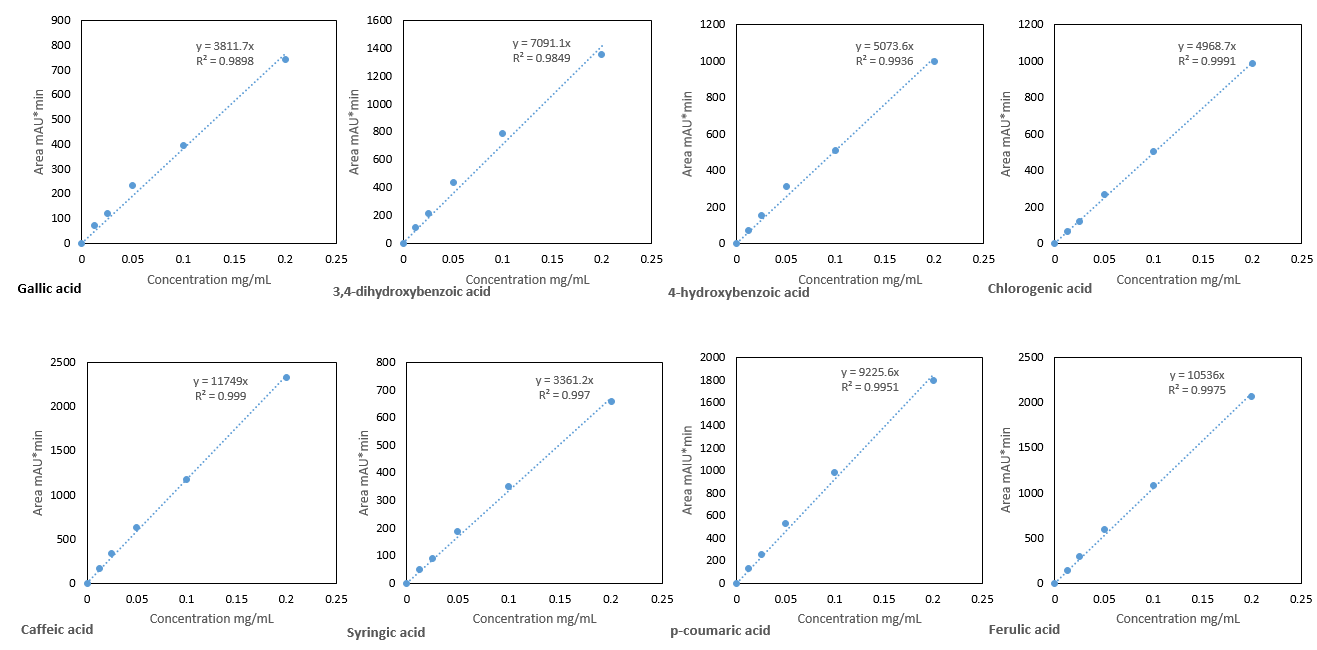 900
800
700
600
500
400
300
200
100
0
Area mAU*min
y = 3811.7x
R² = 0.9898
0 0.05 0.1 0.15 0.2 0.25
Concentration mg/mL
Gallic acid
1600
1400
1200
1000
800
600
400
200
0
Area mAU*min
y = 7091.1x
R² = 0.9849
0 0.05 0.1 0.15 0.2 0.25
Concentration mg/mL
3,4-dihydroxybenzoic acid
1200
1000
800
600
400
200
0
Area mAU*min
y = 5073.6x
R² = 0.9936
0 0.05 0.1 0.15 0.2 0.25
Concentration mg/mL
4-hydroxybenzoic acid
1200
1000
800
600
400
200
0
Area mAU*min
y = 4968.7x
R² = 0.9991
0 0.05 0.1 0.15 0.2 0.25
Concentration mg/mL
Chlorogenic acid
2500
2000
1500
1000
500
0
Area mAU*min
y = 11749x
R² = 0.999
0 0.05 0.1 0.15 0.2 0.25
Concentration mg/mL
Caffeic acid
800
700
600
500
400
300
200
100
0
Area mAU*min
y = 3361.2x
R² = 0.997
0 0.05 0.1 0.15 0.2 0.25
Concentration mg/mL
Syringic acid
2000
1800
1600
1400
1200
1000
800
600
400
200
0
Area mAIU*min
y = 9225.6x
R² = 0.9951
0 0.05 0.1 0.15 0.2 0.25
Concentration mg/mL
p-coumaric acid
2500
2000
1500
1000
500
0
Area mAU*min
y = 10536x
R² = 0.9975
0 0.05 0.1 0.15 0.2 0.25
Concentration mg/mL
Ferulic acid